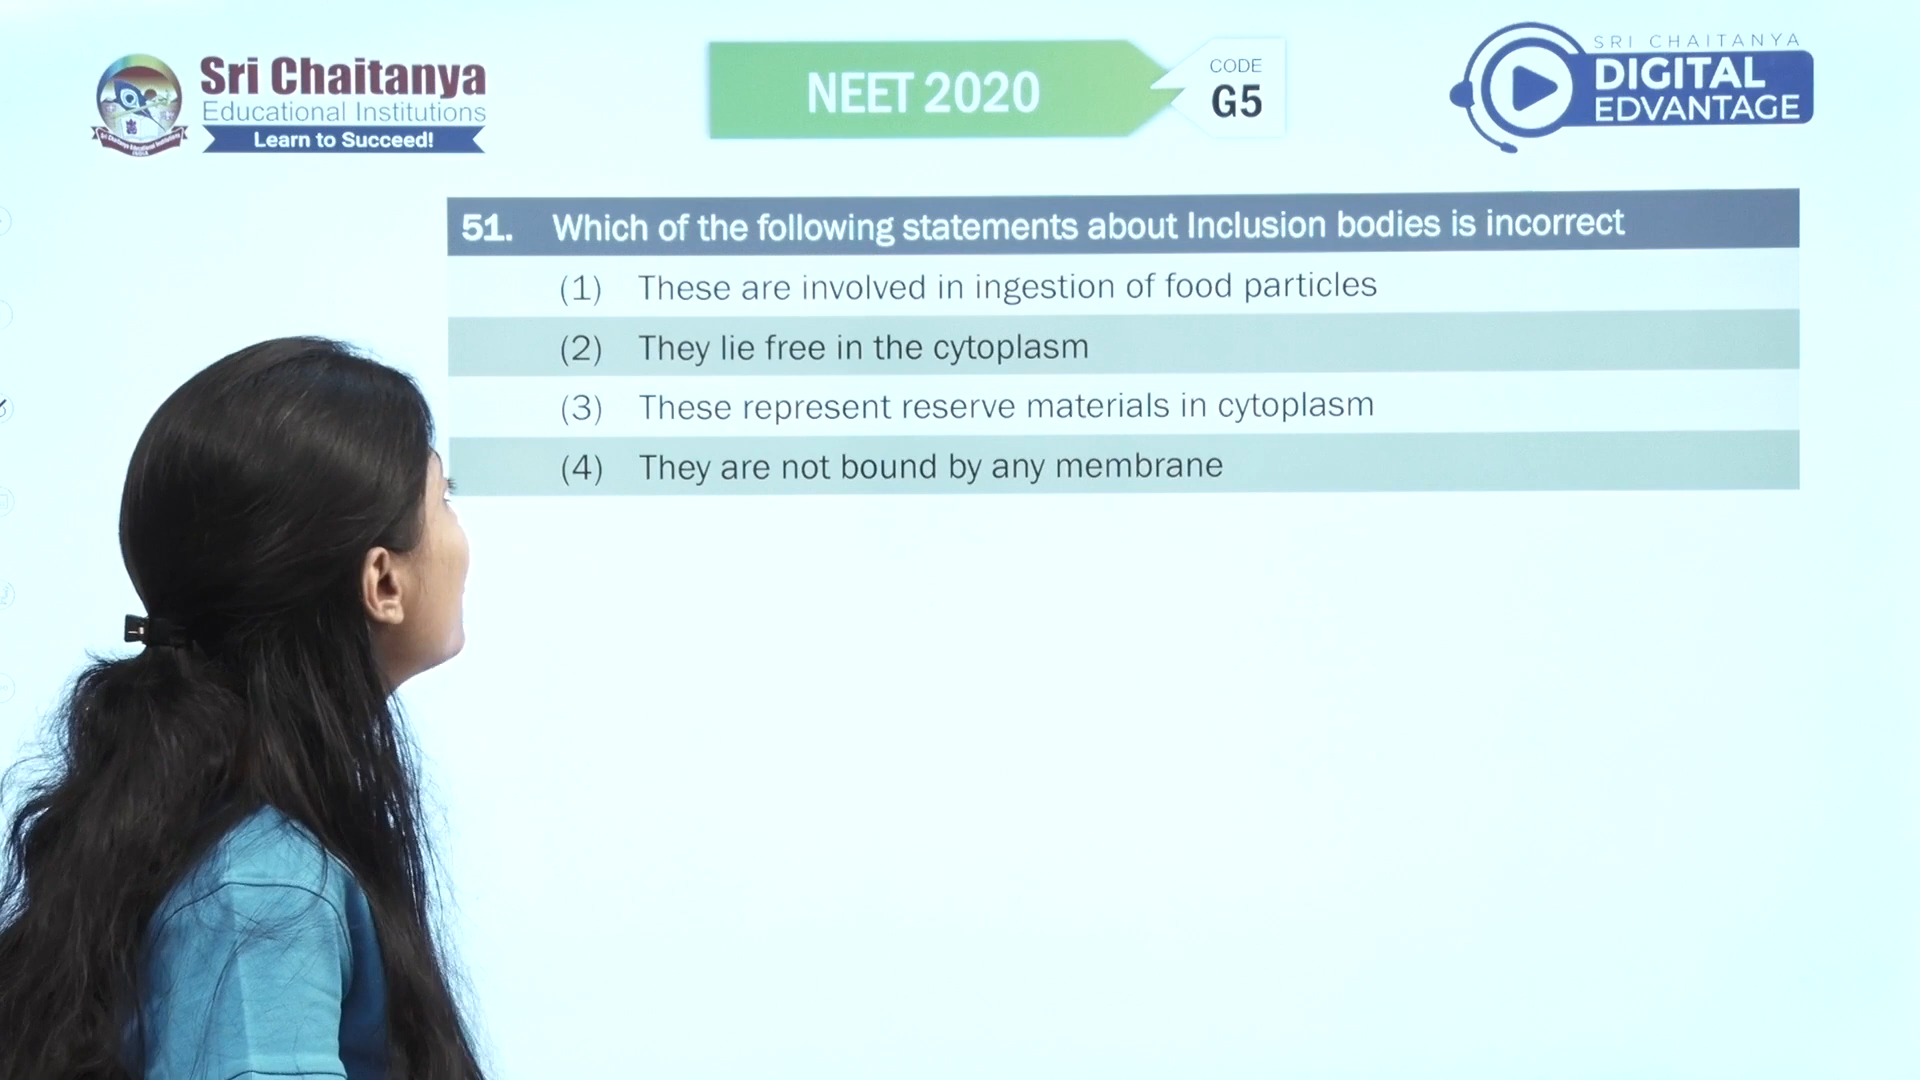 Sri Chaitanya
Educational Institutions
Learn to Succeed!
NEET 2020
CODE
G5
SRI CHAITANYA
DIGITAL
EDVANTAGE
51. Which of the following statements about Inclusion bodies is incorrect
(1) These are involved in ingestion of food particles
(2) They lie free in the cytoplasm
(3) These represent reserve materials in cytoplasm
(4) They are not bound by any membrane